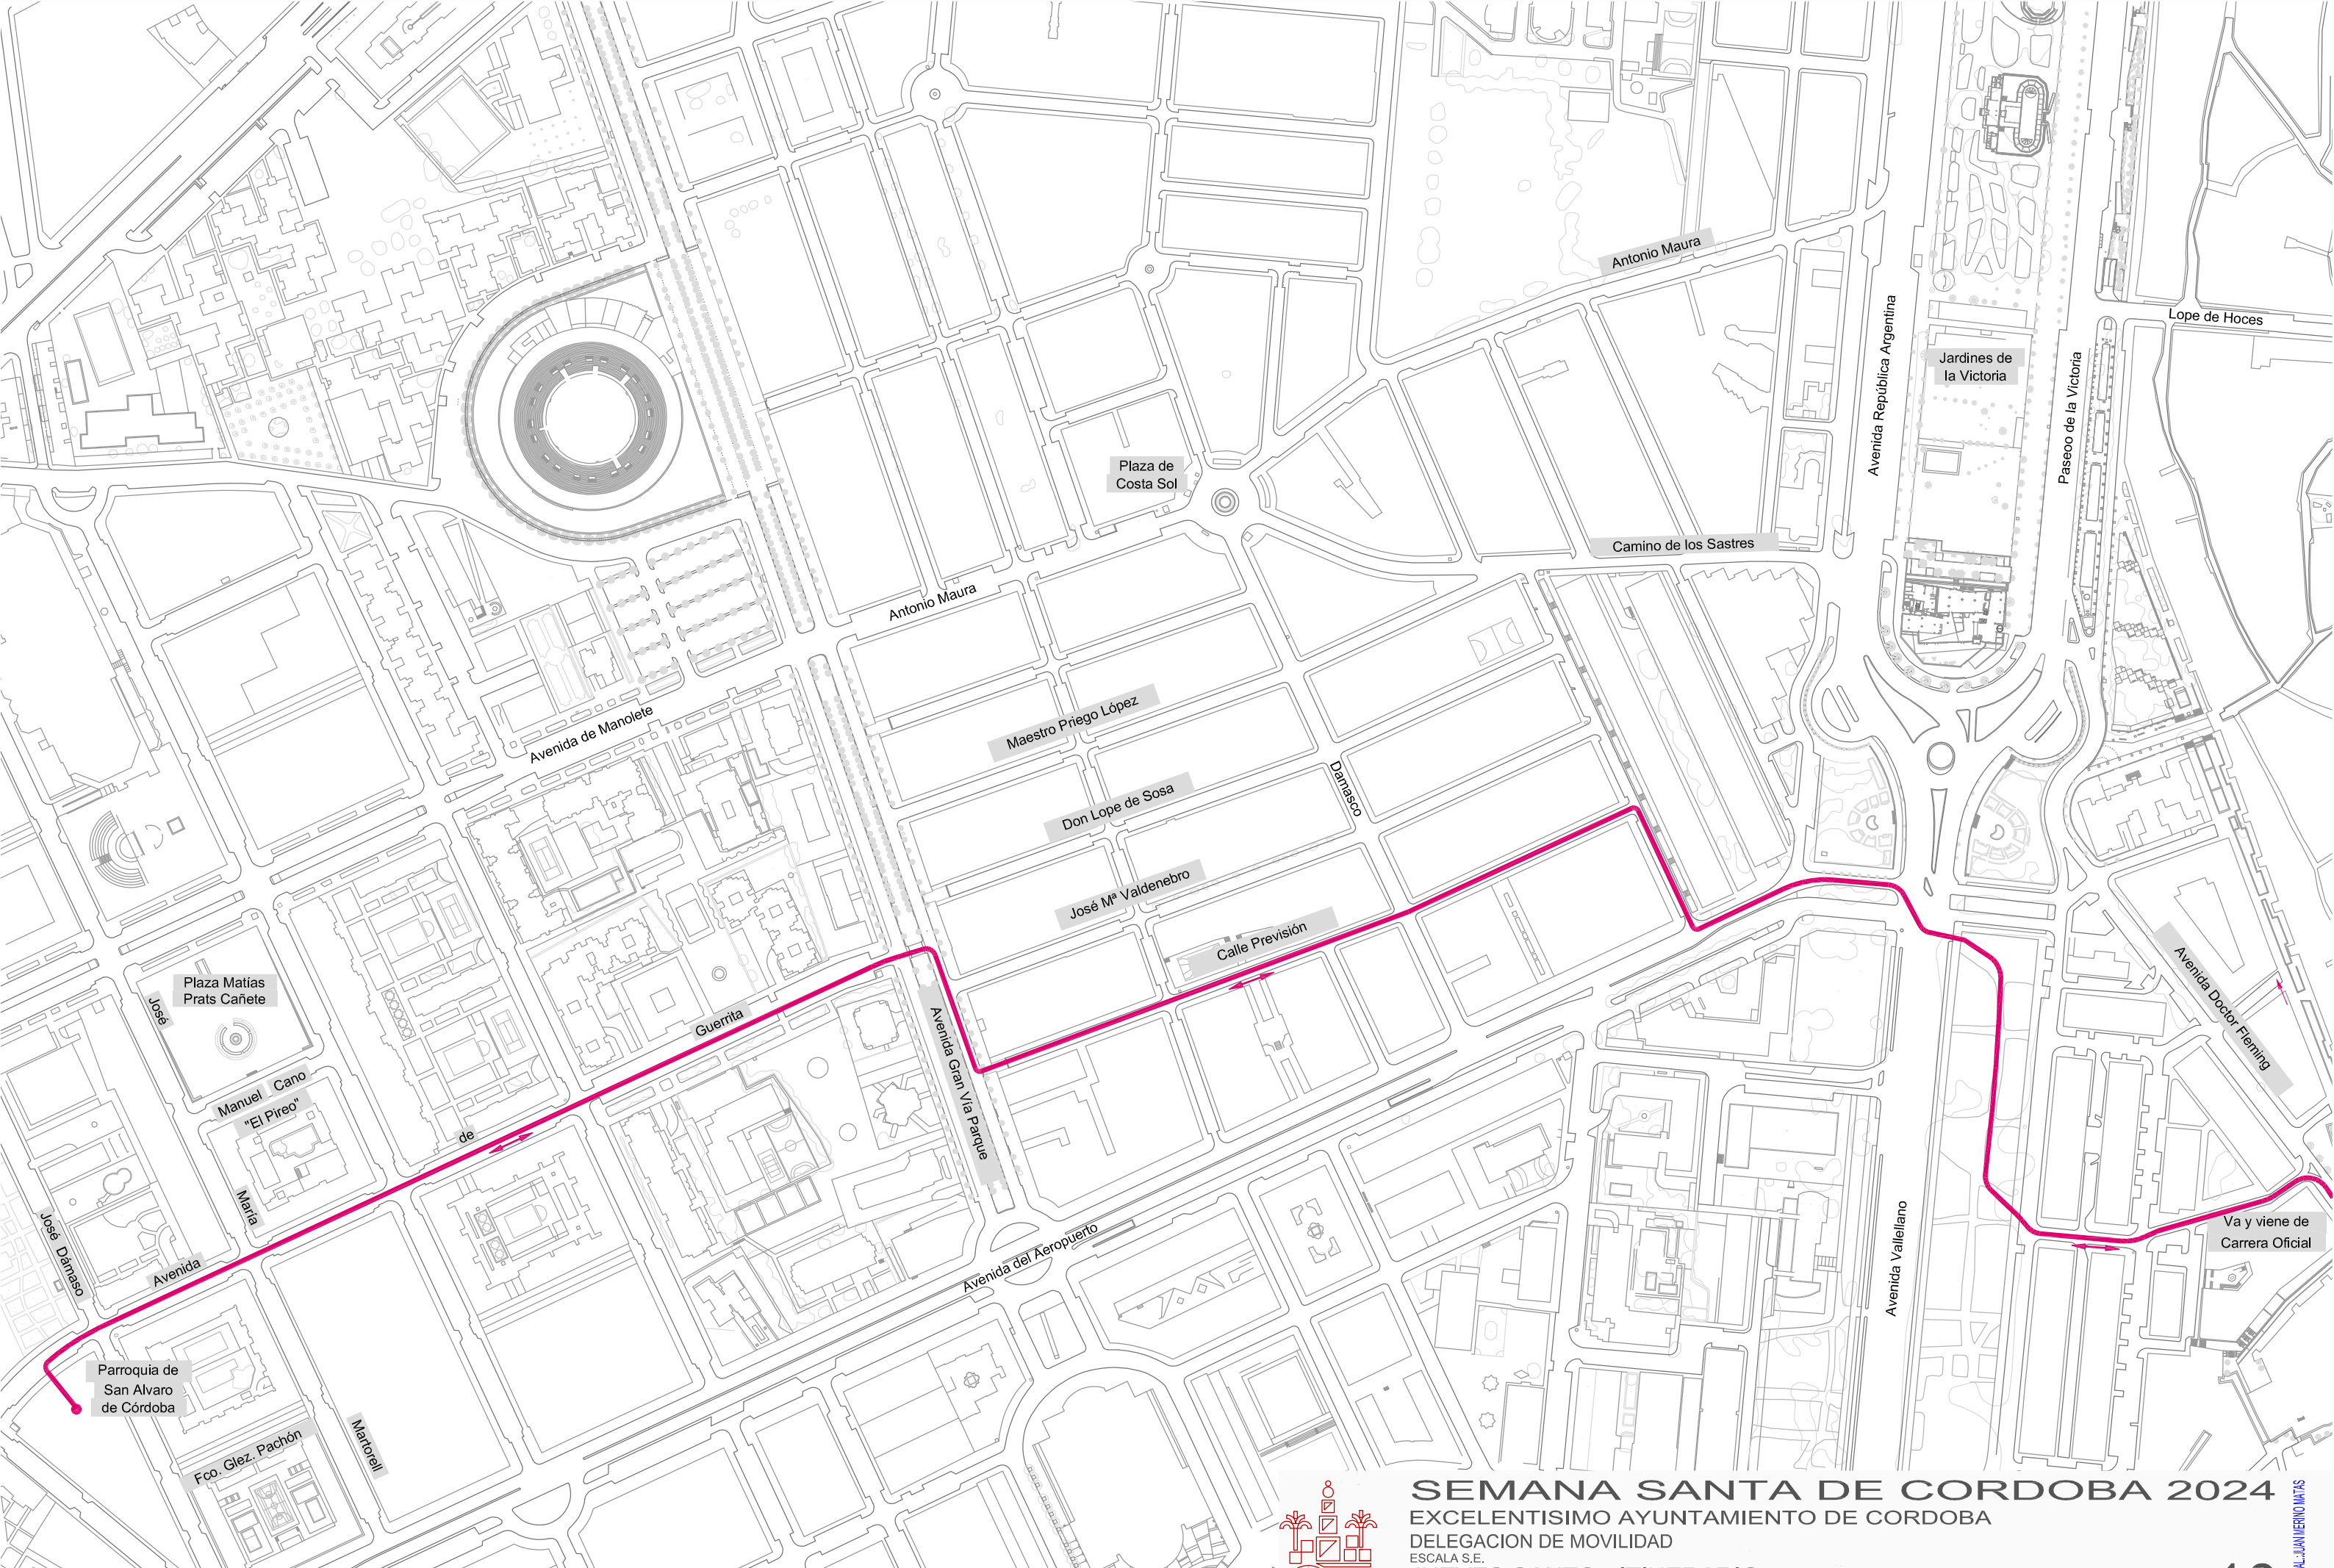 Antonio Maura
Lope de Hoces
Avenida República Argentina
Jardines de
la Victoria
Paseo de la Victoria
Plaza de
Costa Sol
Camino de los Sastres
Antonio Maura
Avenida de Manolete
Maestro Priego López
Don Lope de Sosa
Damasco
José Mª Valdenebro
Calle Previsión
Avenida Doctor Fleming
Plaza Matías
Prats Cañete
José
Guerrita
Avenida Gran Vía Parque
Manuel Cano
"El Pireo"
de
María
José Dámaso
Avenida
Avenida del Aeropuerto
Avenida Vallellano
Va y viene de
Carrera Oficial
Parroquia de
San Alvaro
de Córdoba
Martorell
Fco. Glez. Pachón
SEMANA SANTA DE CORDOBA 2024
EXCELENTISIMO AYUNTAMIENTO DE CORDOBA
DELEGACION DE MOVILIDAD
ESCALA S.E.
JUAN MERINO MATAS